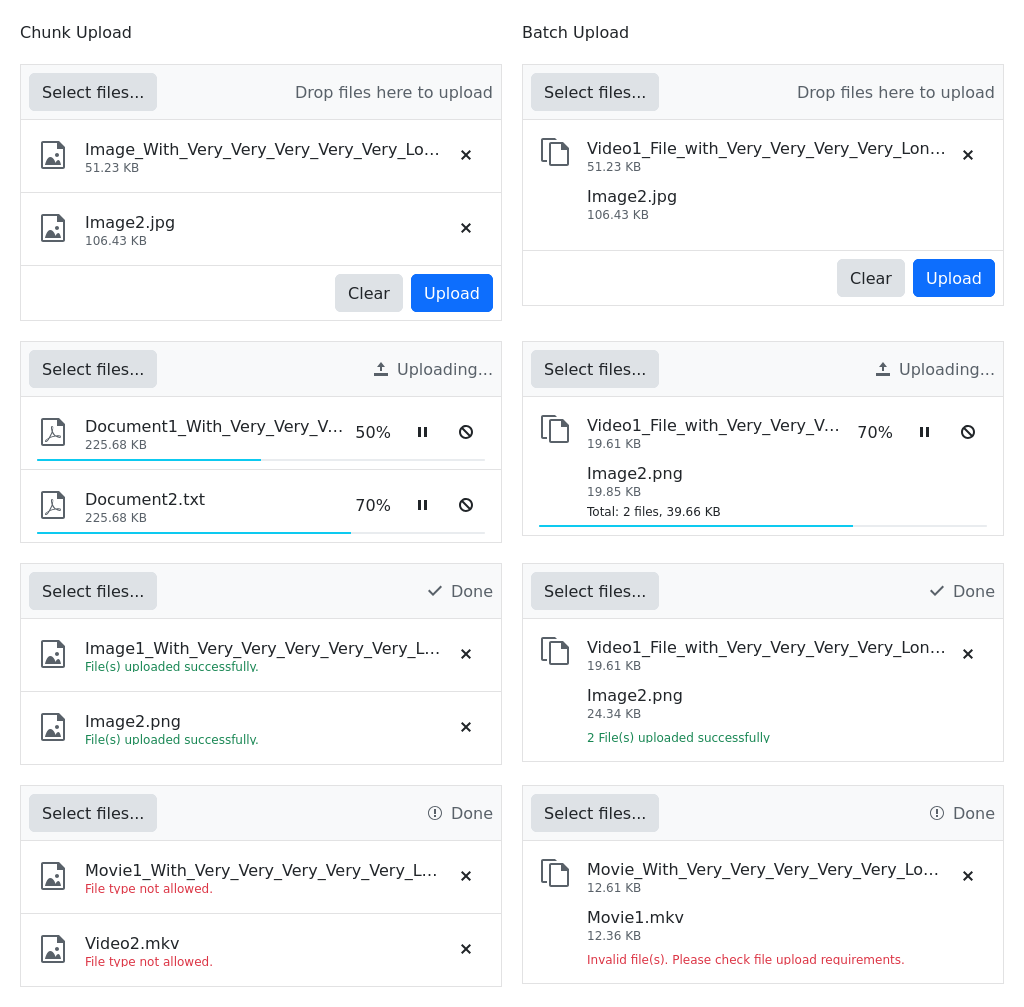 Chunk Upload
Select files...
Drop files here to upload
Image_With_Very_Very_Very_Very_Very_Lo...
51.23 KB
Image2.jpg
106.43 KB
Clear
Upload
Select files...
Uploading...
Document1_With_Very_Very_V...
50%
225.68 KB
Document2.txt
70%
225.68 KB
Select files...
Done
Image1_With_Very_Very_Very_Very_Very_L...
File(s) uploaded successfully.
Image2.png
File(s) uploaded successfully.
Select files...
Done
Movie1_With_Very_Very_Very_Very_Very_L...
File type not allowed.
Video2.mkv
File type not allowed.
Batch Upload
Select files...
Drop files here to upload
Video1_File_with_Very_Very_Very_Very_Lon...
51.23 KB
Image2.jpg
106.43 KB
Clear
Upload
Select files...
Uploading...
Video1_File_with_Very_Very_V...
70%
19.61 KB
Image2.png
19.85 KB
Total: 2 files, 39.66 KB
Select files...
Done
Video1_File_with_Very_Very_Very_Very_Lon...
19.61 KB
Image2.png
24.34 KB
2 File(s) uploaded successfully
Select files...
Done
Movie_With_Very_Very_Very_Very_Very_Lo...
12.61 KB
Movie1.mkv
12.36 KB
Invalid file(s). Please check file upload requirements.